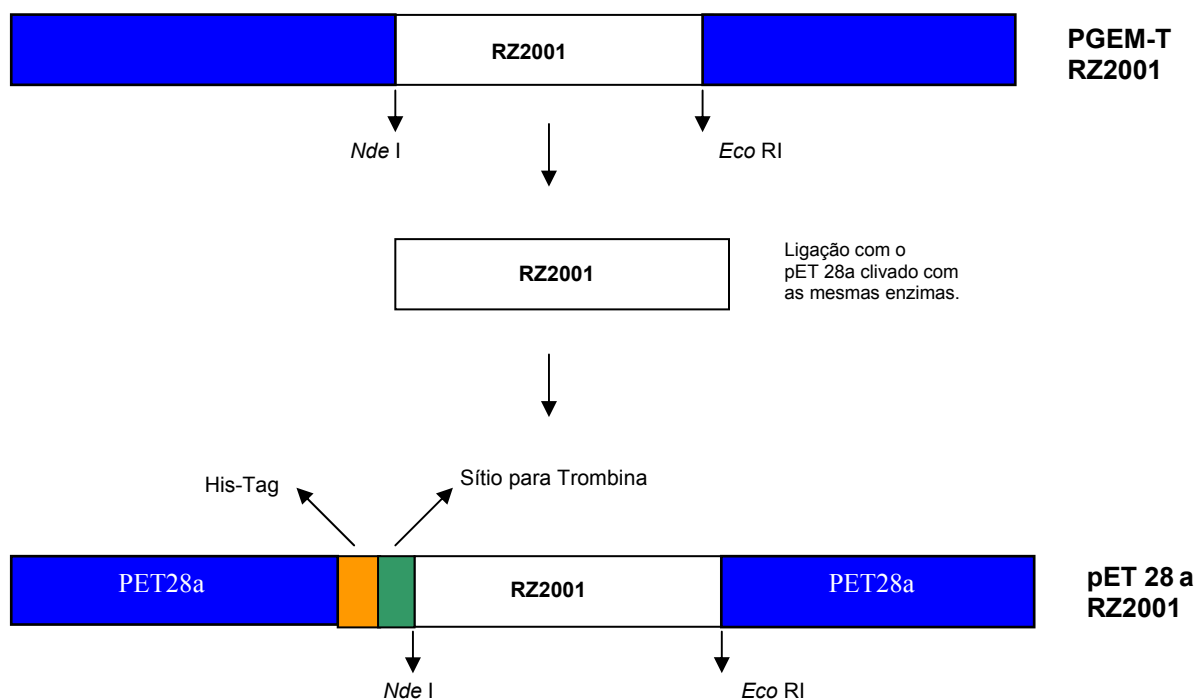 RZ2001
PGEM-T
RZ2001
Nde I
Eco RI
RZ2001
Ligação com o
pET 28a clivado com
as mesmas enzimas.
His-Tag
Sítio para Trombina
PET28a
RZ2001
PET28a
pET 28 a
RZ2001
Nde I
Eco RI